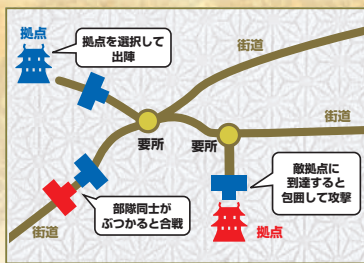 拠点
拠点を選択して
出陣
街道
街道
要所
要所
部隊同士が
ぶつかると合戦
敵拠点に
到達すると
包囲して攻撃
街道
拠点